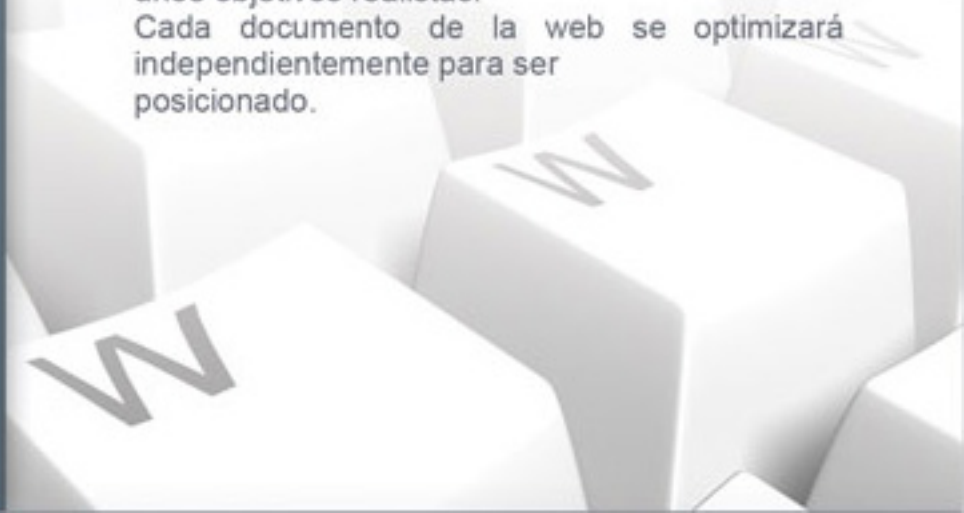 Cada documento de la web se optimizará
independientemente para ser
posicionado.
W
W
W